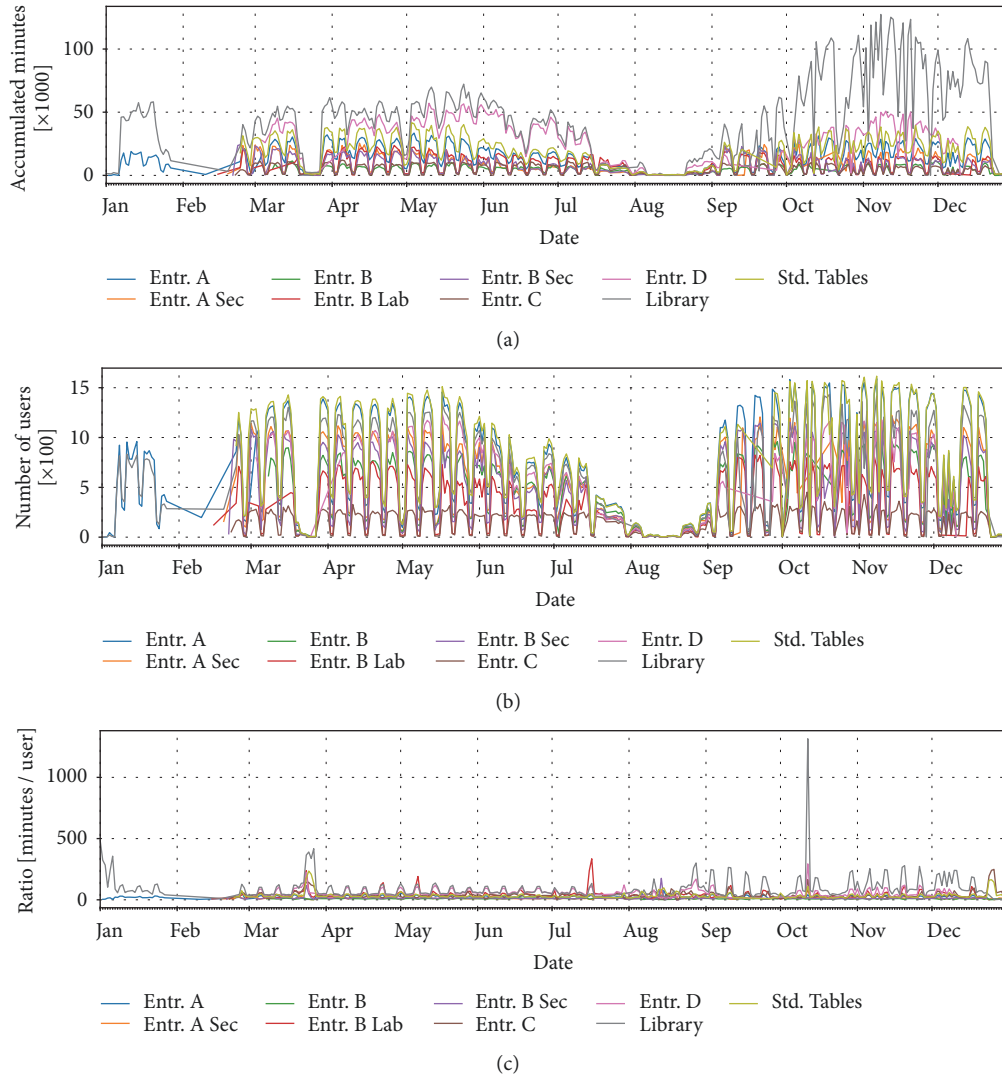 Accumulated minutes
[×1000]
100
50
0
Jan Feb Mar Apr May Jun Jul Aug Sep Oct Nov Dec
Date
Entr. A Entr. B Entr. B Sec Entr. D Std. Tables
Entr. A Sec Entr. B Lab Entr. C Library
(a)
Number of users
[×100]
15
10
5
0
Jan Feb Mar Apr May Jun Jul Aug Sep Oct Nov Dec
Date
Entr. A Entr. B Entr. B Sec Entr. D Std. Tables
Entr. A Sec Entr. B Lab Entr. C Library
(b)
Ratio [minutes / user]
1000
500
0
Jan Feb Mar Apr May Jun Jul Aug Sep Oct Nov Dec
Date
Entr. A Entr. B Entr. B Sec Entr. D Std. Tables
Entr. A Sec Entr. B Lab Entr. C Library
(c)